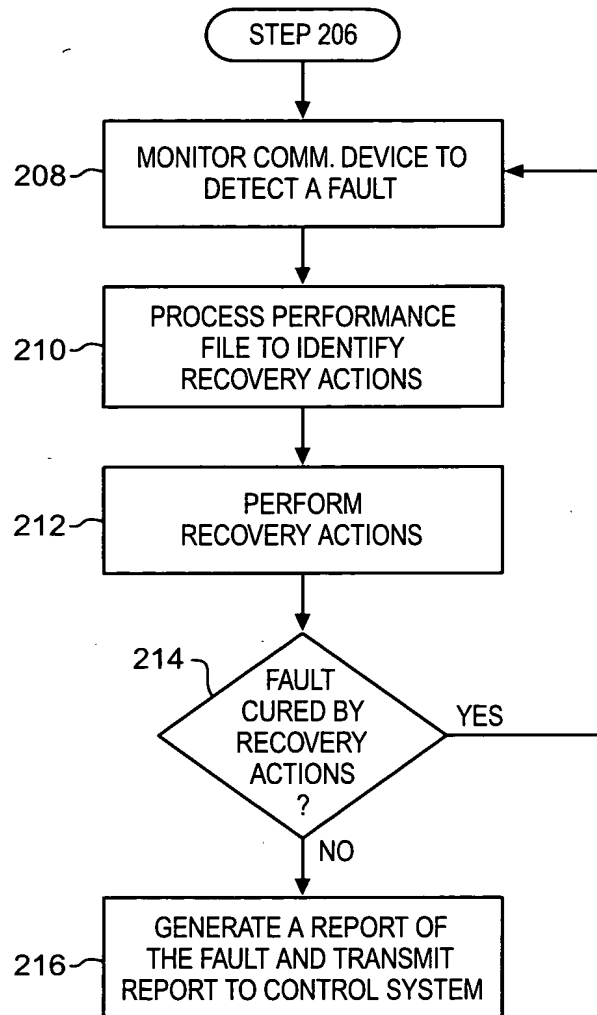 STEP 206
208
MONITOR COMM. DEVICE TO
DETECT A FAULT
210
PROCESS PERFORMANCE
FILE TO IDENTIFY
RECOVERY ACTIONS
212
PERFORM
RECOVERY ACTIONS
214
FAULT
CURED BY
RECOVERY
ACTIONS
?
YES
NO
216
GENERATE A REPORT OF
THE FAULT AND TRANSMIT
REPORT TO CONTROL SYSTEM